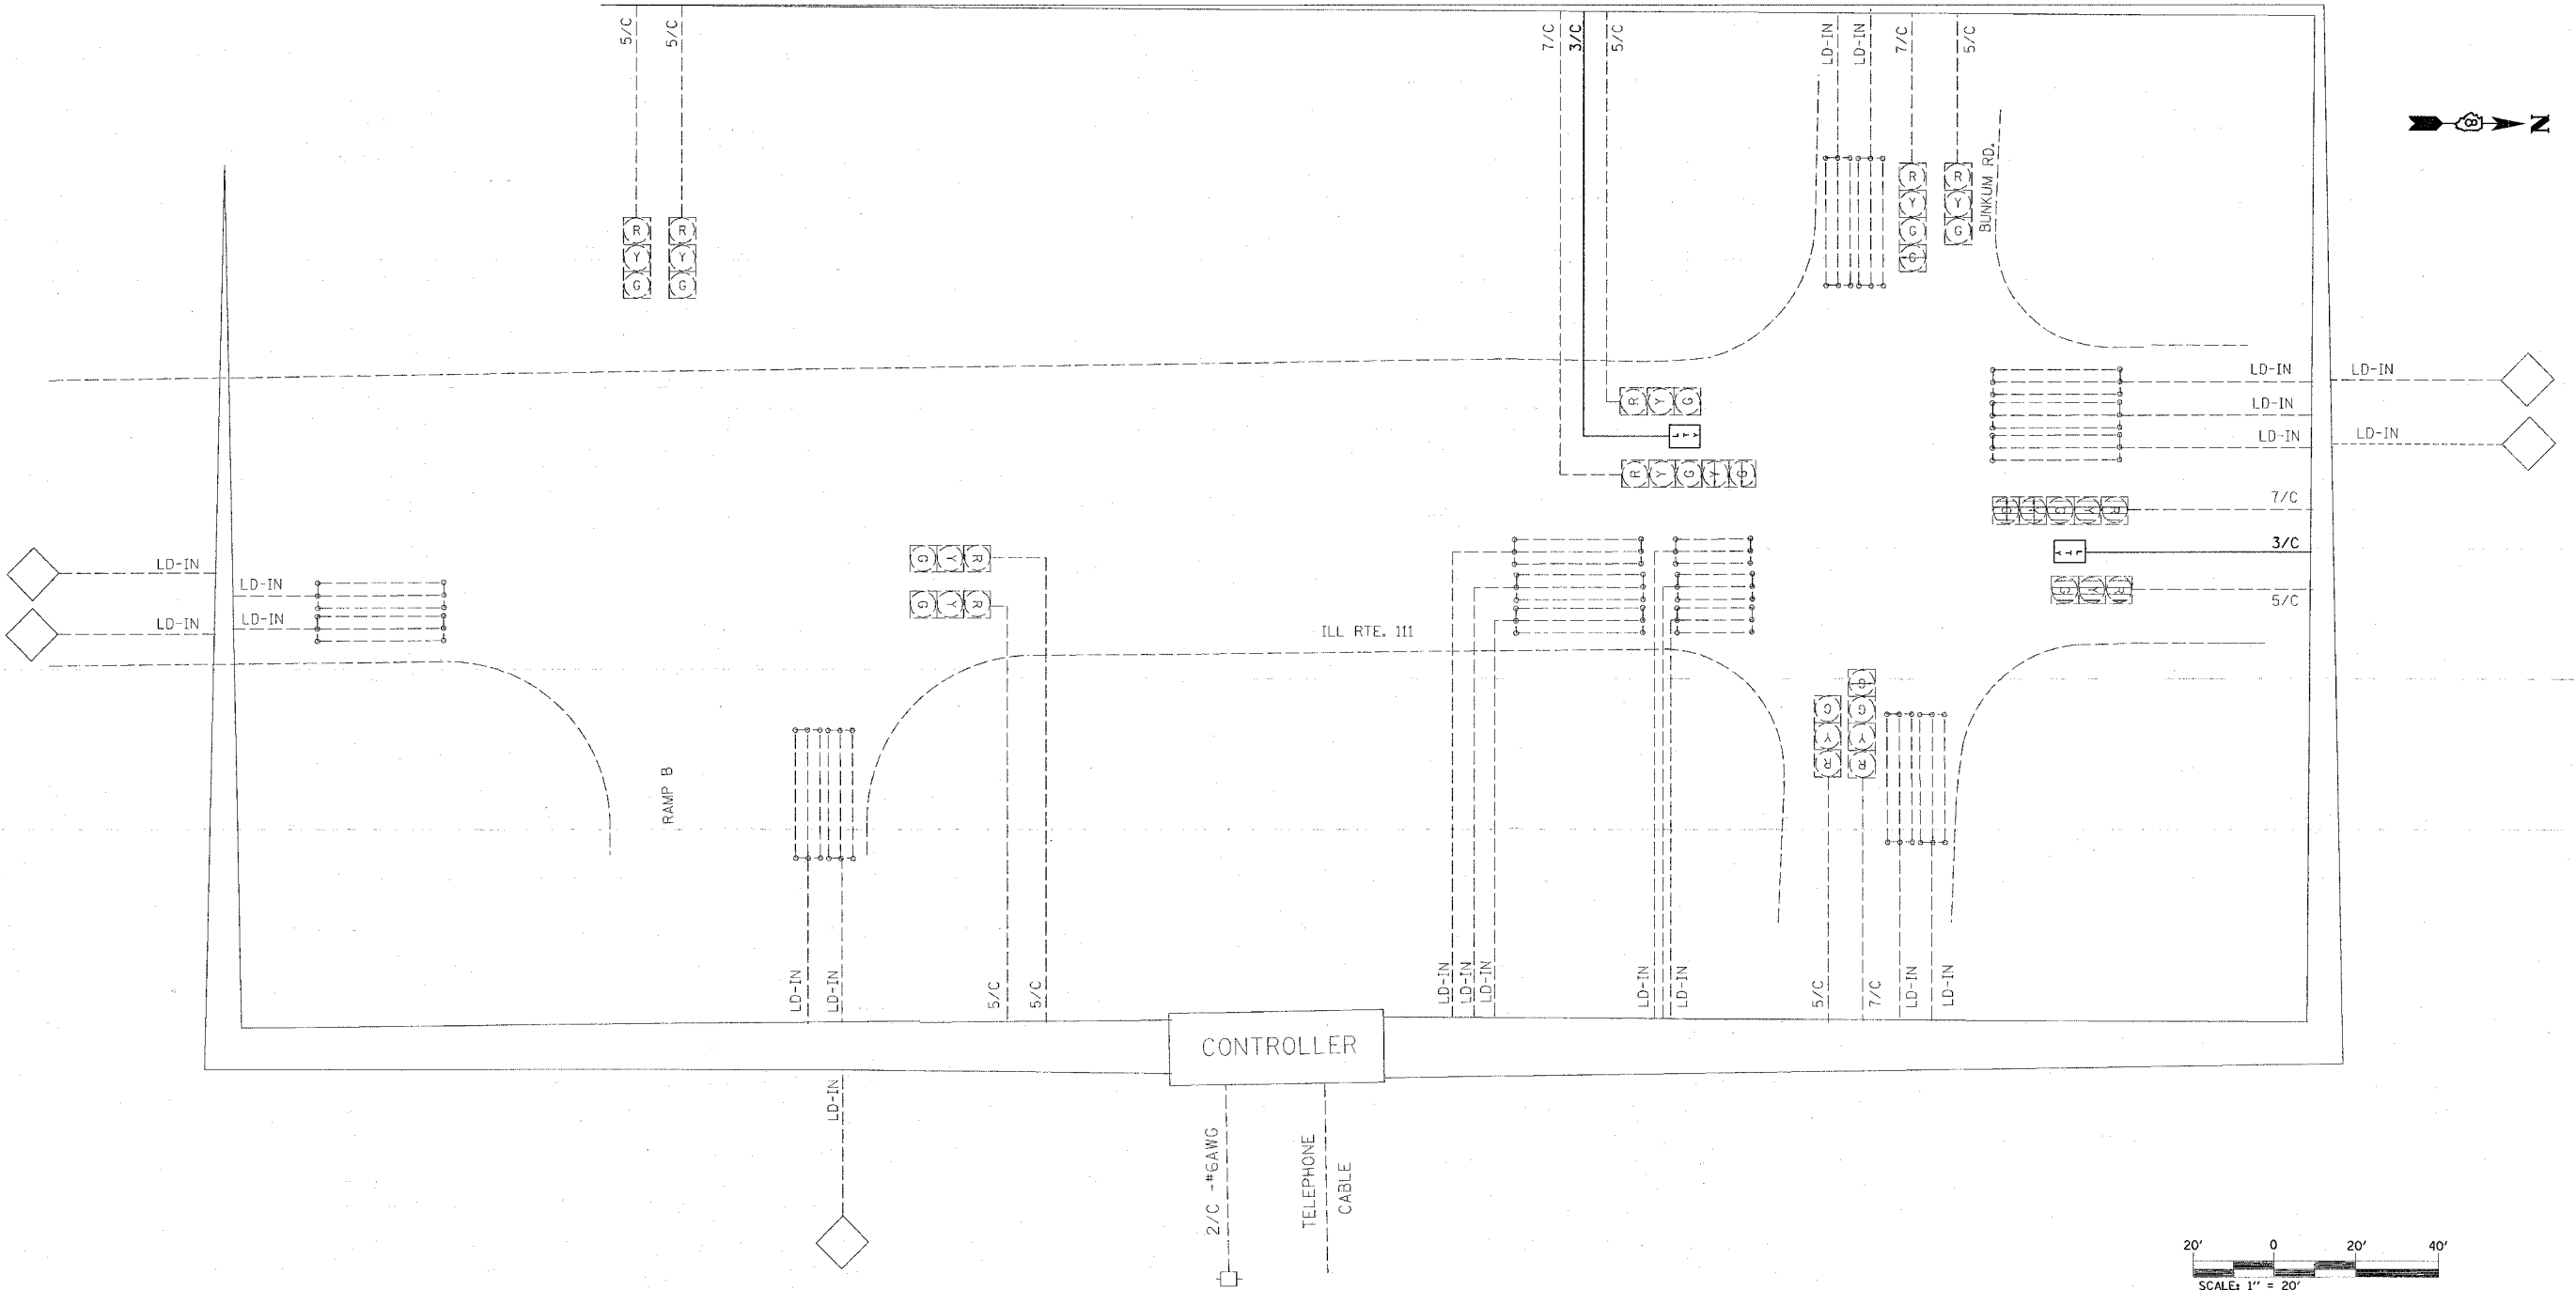 5/C
5/C
7/C
3/C
5/C
LD-IN
LD-IN
7/C
5/C
N
R
Y
G
R
Y
G
R
Y
G
G
R
Y
G
BUNKUM RD.
LD-IN
LD-IN
LD-IN
LD-IN
LD-IN
R Y G
LTY
R Y G Y G
G Y G Y R
7/C
LTY
3/C
G Y R
5/C
LD-IN
LD-IN
LD-IN
LD-IN
G Y R
G Y R
ILL RTE. 111
RAMP B
G
Y
R
G
G
Y
R
LD-IN
LD-IN
5/C
5/C
LD-IN
LD-IN
LD-IN
LD-IN
LD-IN
5/C
7/C
LD-IN
LD-IN
CONTROLLER
LD-IN
2/C -#6AWG
TELEPHONE
CABLE
20' 0 20' 40'
SCALE: 1" = 20'